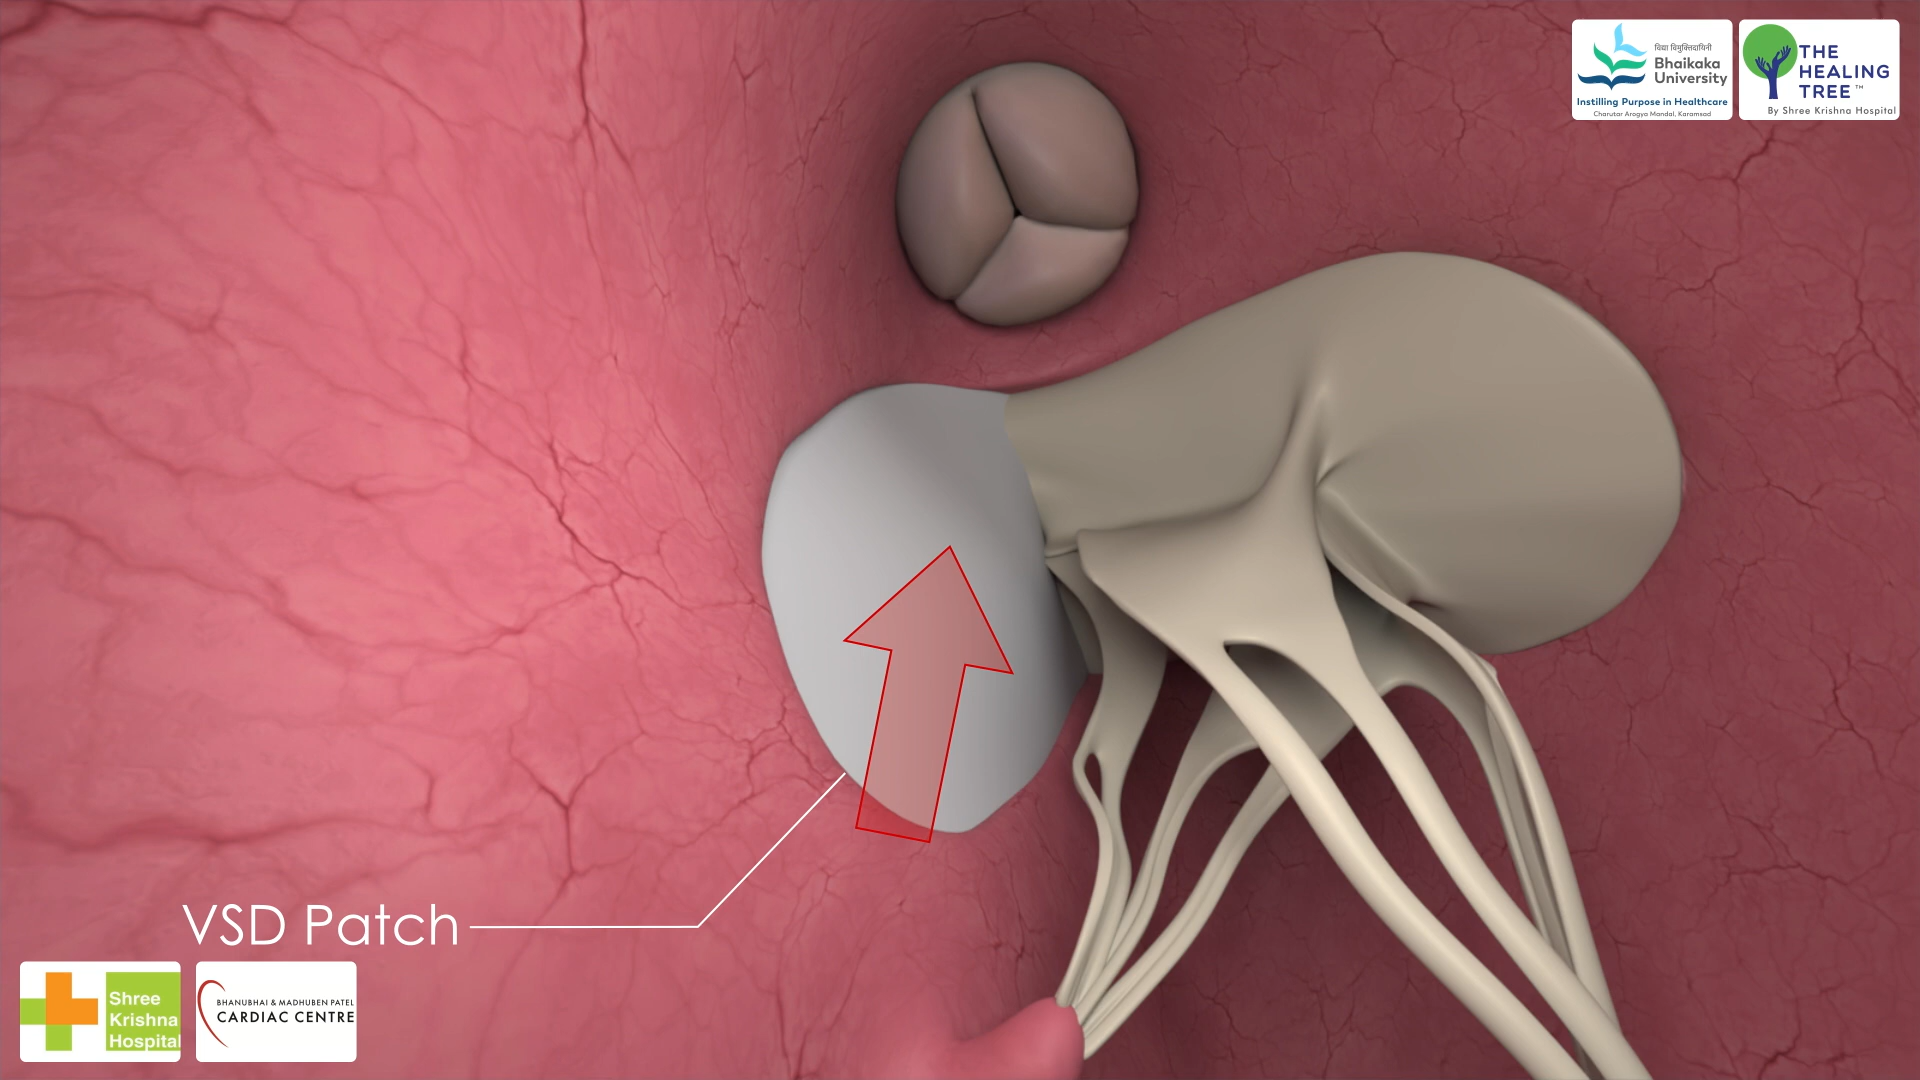 विद्या विमुक्तिदायिनी
Bhaikaka
University
Instilling Purpose in Healthcare
Charutar Arogya Mandal, Karamsad
THE
HEALING
TREE™
By Shree Krishna Hospital
VSD Patch
Shree
Krishna
Hospital
BHANUBHAI & MADHUBEN PATEL
CARDIAC CENTRE